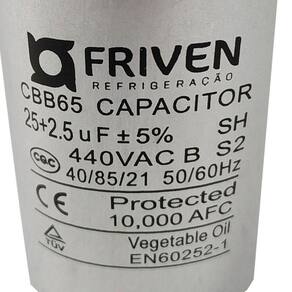 FRIVEN
REFRIGERAÇÃO
CBB65 CAPACITOR
25+2.5 uF ± 5% SH
CQC 440VAC B S2
40/85/21 50/60Hz
CE Protected
10,000 AFC
TÜV Vegetable Oil
EN60252-1